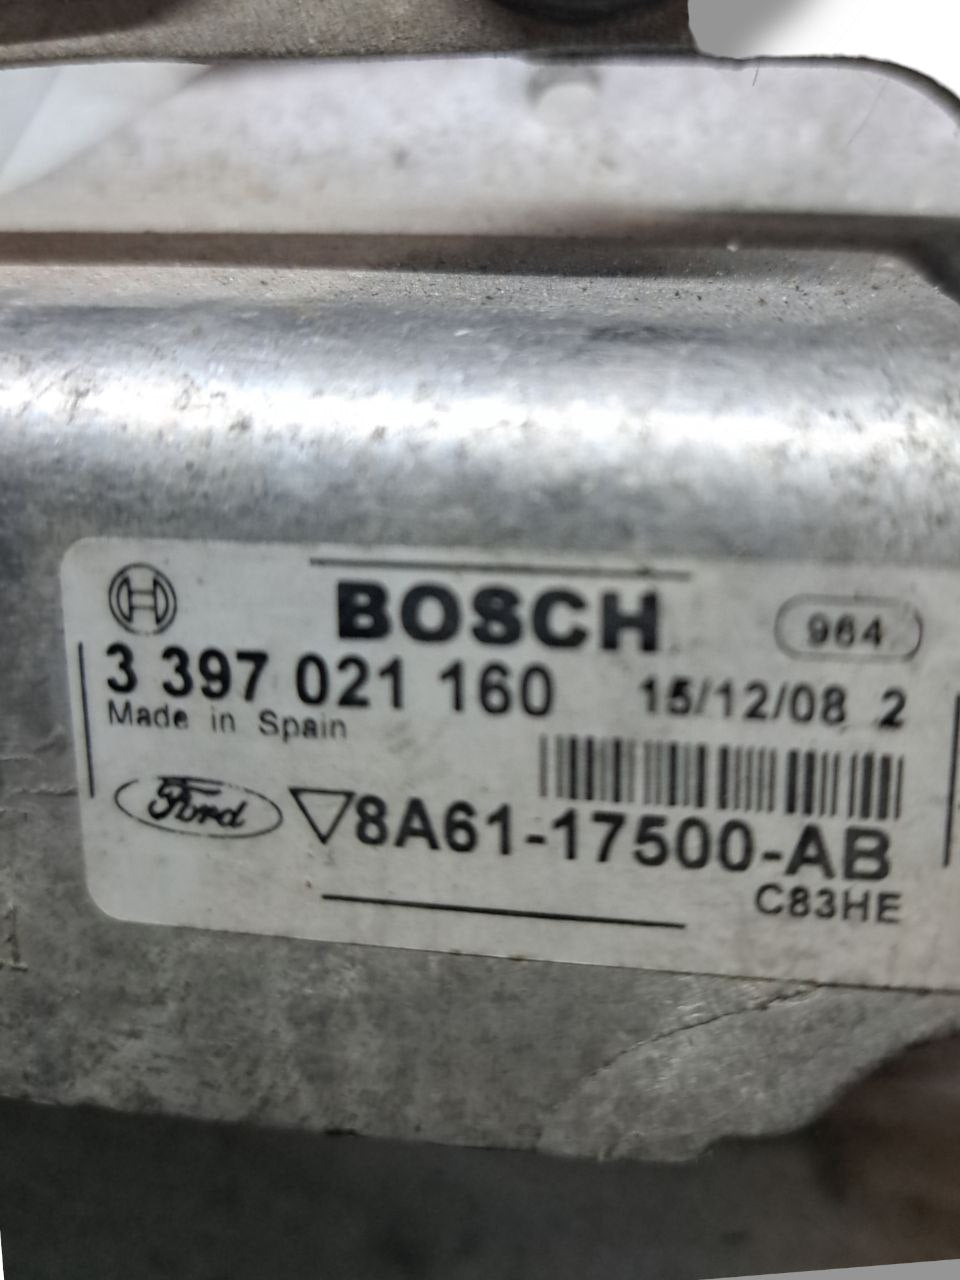 BOSCH
964
3 397 021 160 15/12/08 2
Made in Spain
Ford 8A61-17500-AB
C83HE